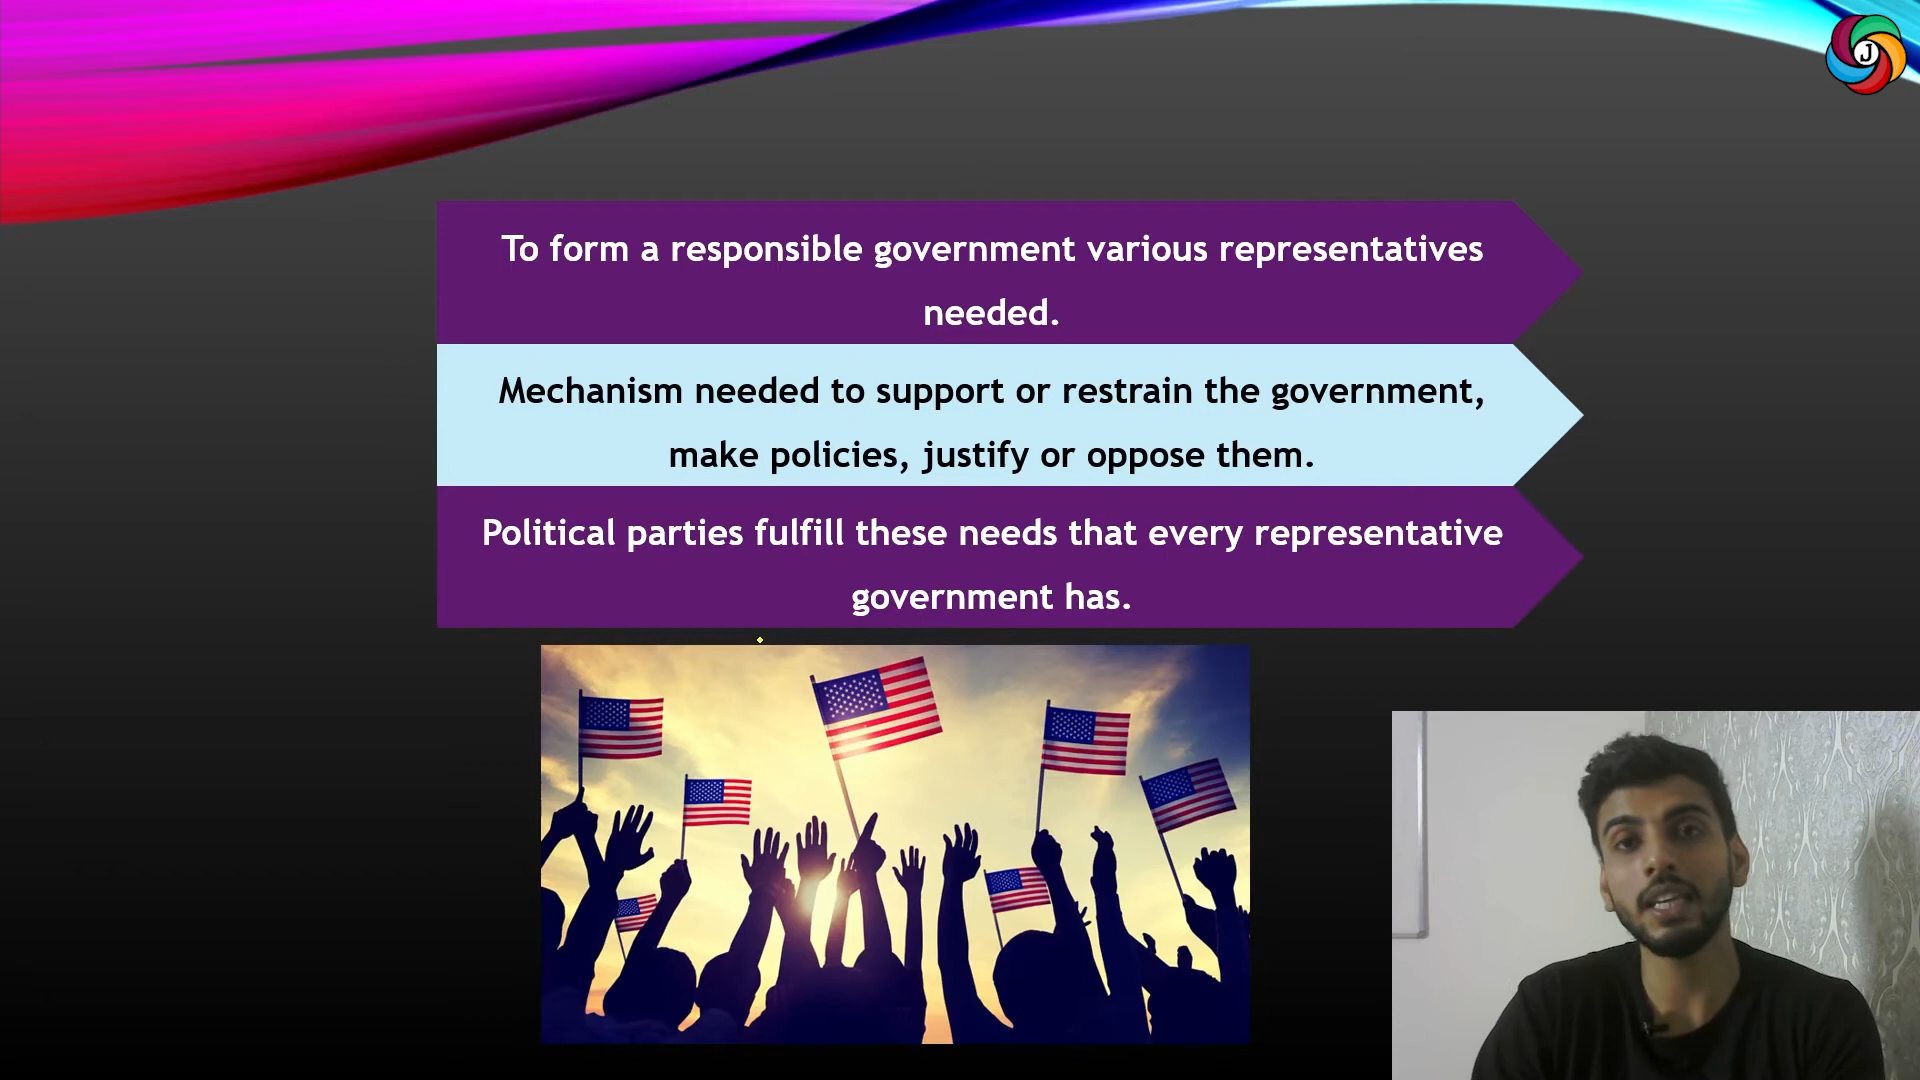 J
To form a responsible government various representatives
needed.
Mechanism needed to support or restrain the government,
make policies, justify or oppose them.
Political parties fulfill these needs that every representative
government has.